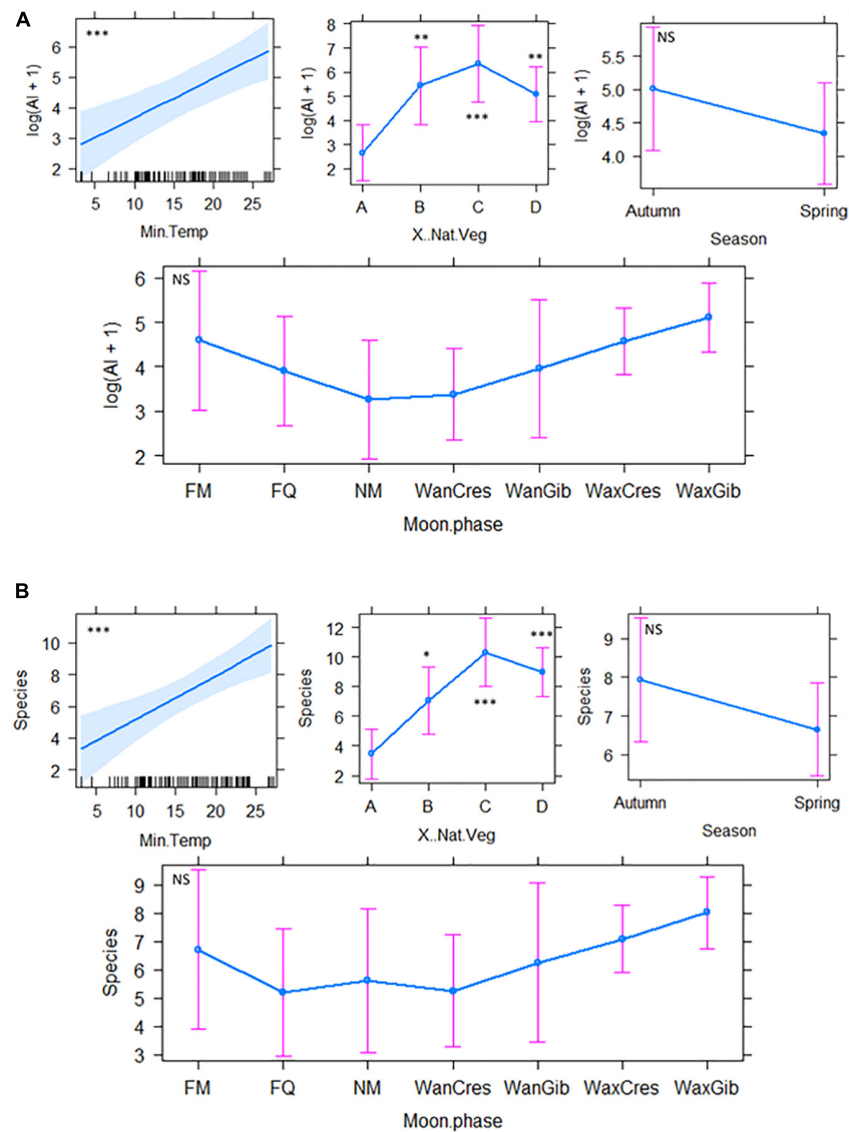 A
***
log(AI + 1)
6
5
4
3
2
5 10 15 20 25
Min.Temp
** *** **
log(AI + 1)
8
7
6
5
4
3
2
A B C D
X..Nat.Veg
NS
log(AI + 1)
5.5
5.0
4.5
4.0
Autumn Spring
Season
NS
log(AI + 1)
6
5
4
3
2
FM FQ NM WanCres WanGib WaxCres WaxGib
Moon.phase
B
***
Species
10
8
6
4
2
5 10 15 20 25
Min.Temp
* *** ***
Species
12
10
8
6
4
2
A B C D
X..Nat.Veg
NS
Species
9
8
7
6
Autumn Spring
Season
NS
Species
9
8
7
6
5
4
3
FM FQ NM WanCres WanGib WaxCres WaxGib
Moon.phase